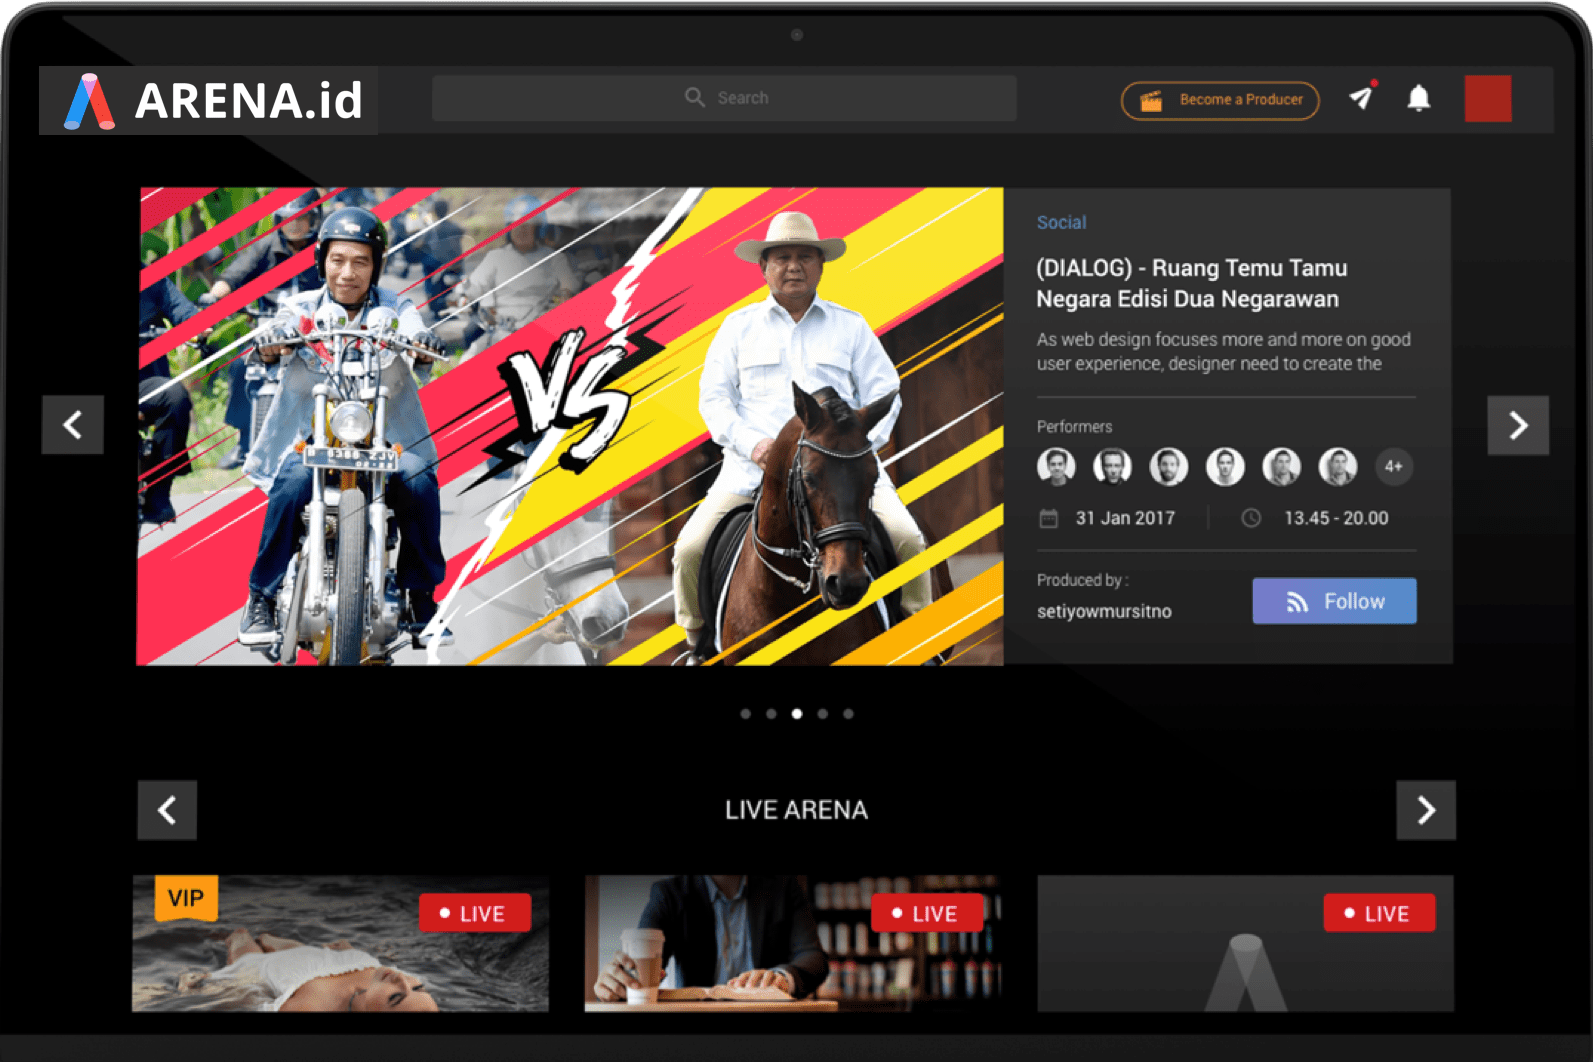 ARENA.id
Search
Become a Producer
VS
Social
(DIALOG) - Ruang Temu Tamu
Negara Edisi Dua Negarawan
As web design focuses more and more on good
user experience, designer need to create the
Performers
4+
31 Jan 2017
13.45 - 20.00
Produced by :
setiyowmursitno
Follow
LIVE ARENA
VIP
LIVE
LIVE
LIVE